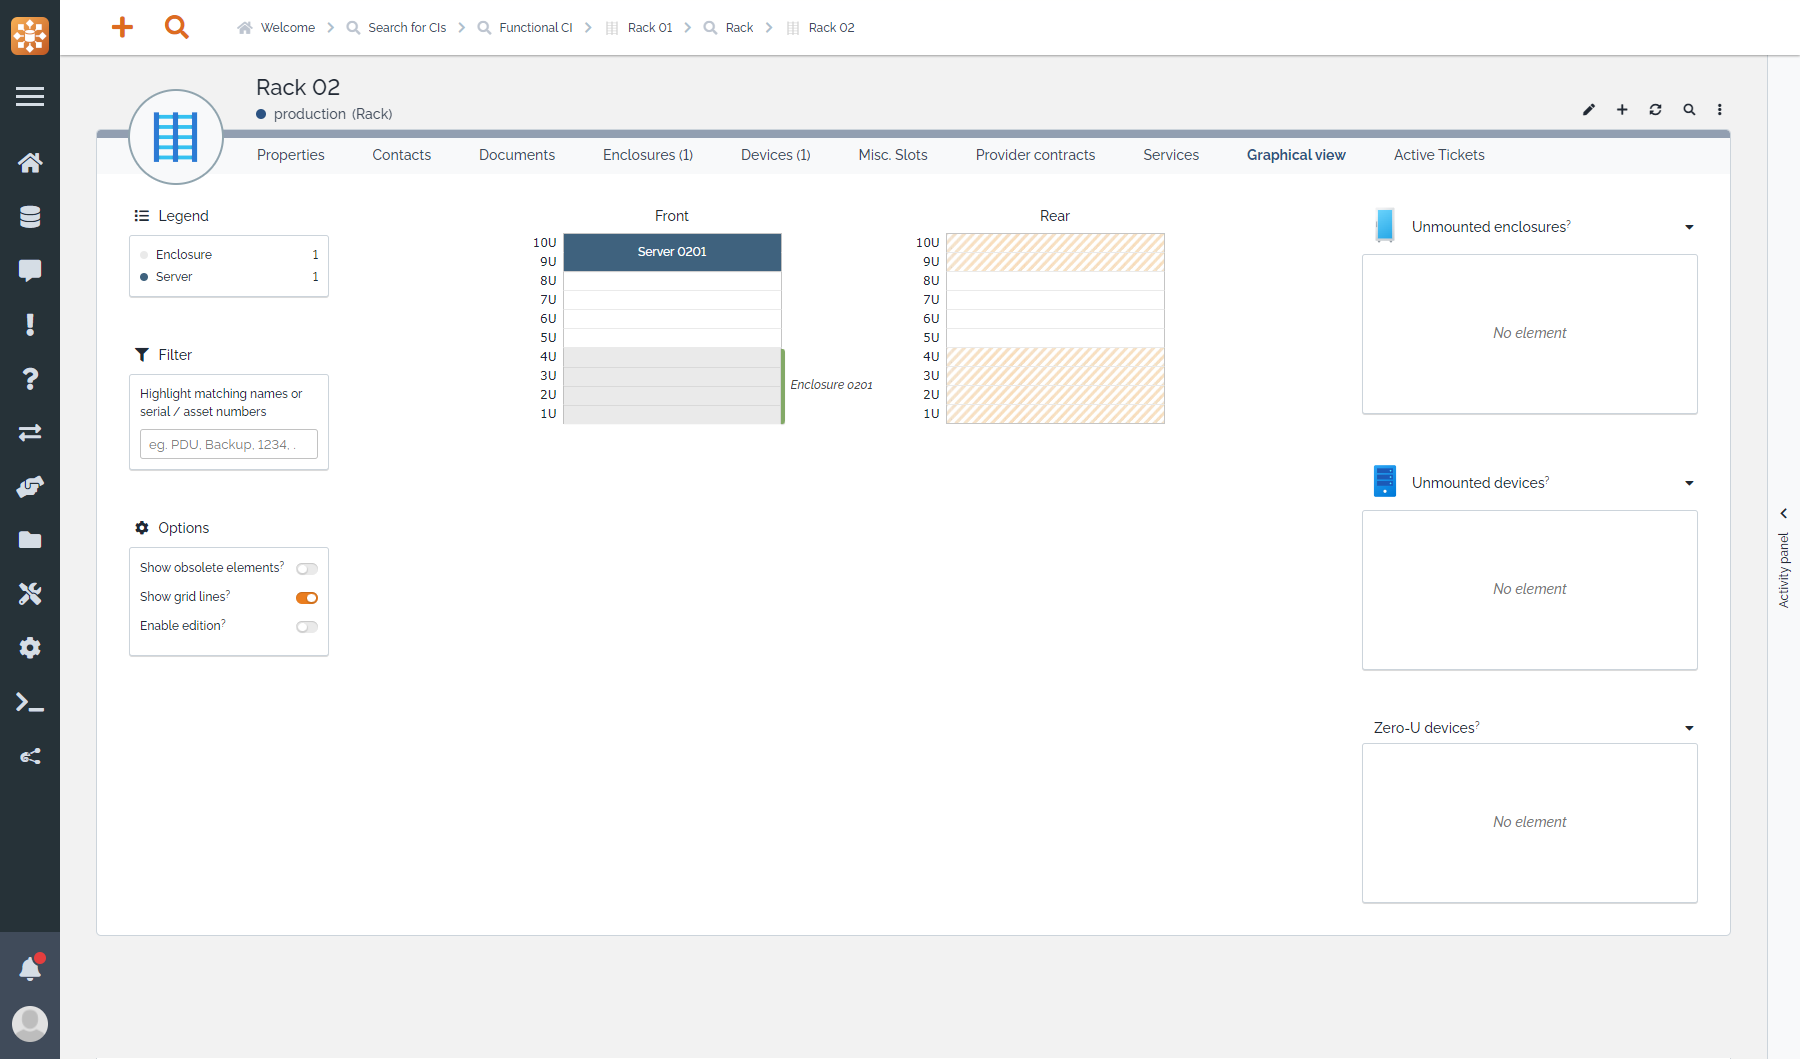 Welcome
Search for CIs
Functional CI
Rack 01
Rack
Rack 02
Rack 02
production (Rack)
Properties
Contacts
Documents
Enclosures (1)
Devices (1)
Misc. Slots
Provider contracts
Services
Graphical view
Active Tickets
Legend
Enclosure 1
Server 1
Filter
Highlight matching names or
serial / asset numbers
eg. PDU, Backup, 1234, .
Options
Show obsolete elements?
Show grid lines?
Enable edition?
Front
10U
9U
8U
7U
6U
5U
4U
3U
2U
1U
Server 0201
Enclosure 0201
Rear
10U
9U
8U
7U
6U
5U
4U
3U
2U
1U
Unmounted enclosures?
No element
Unmounted devices?
No element
Zero-U devices?
No element
Activity panel